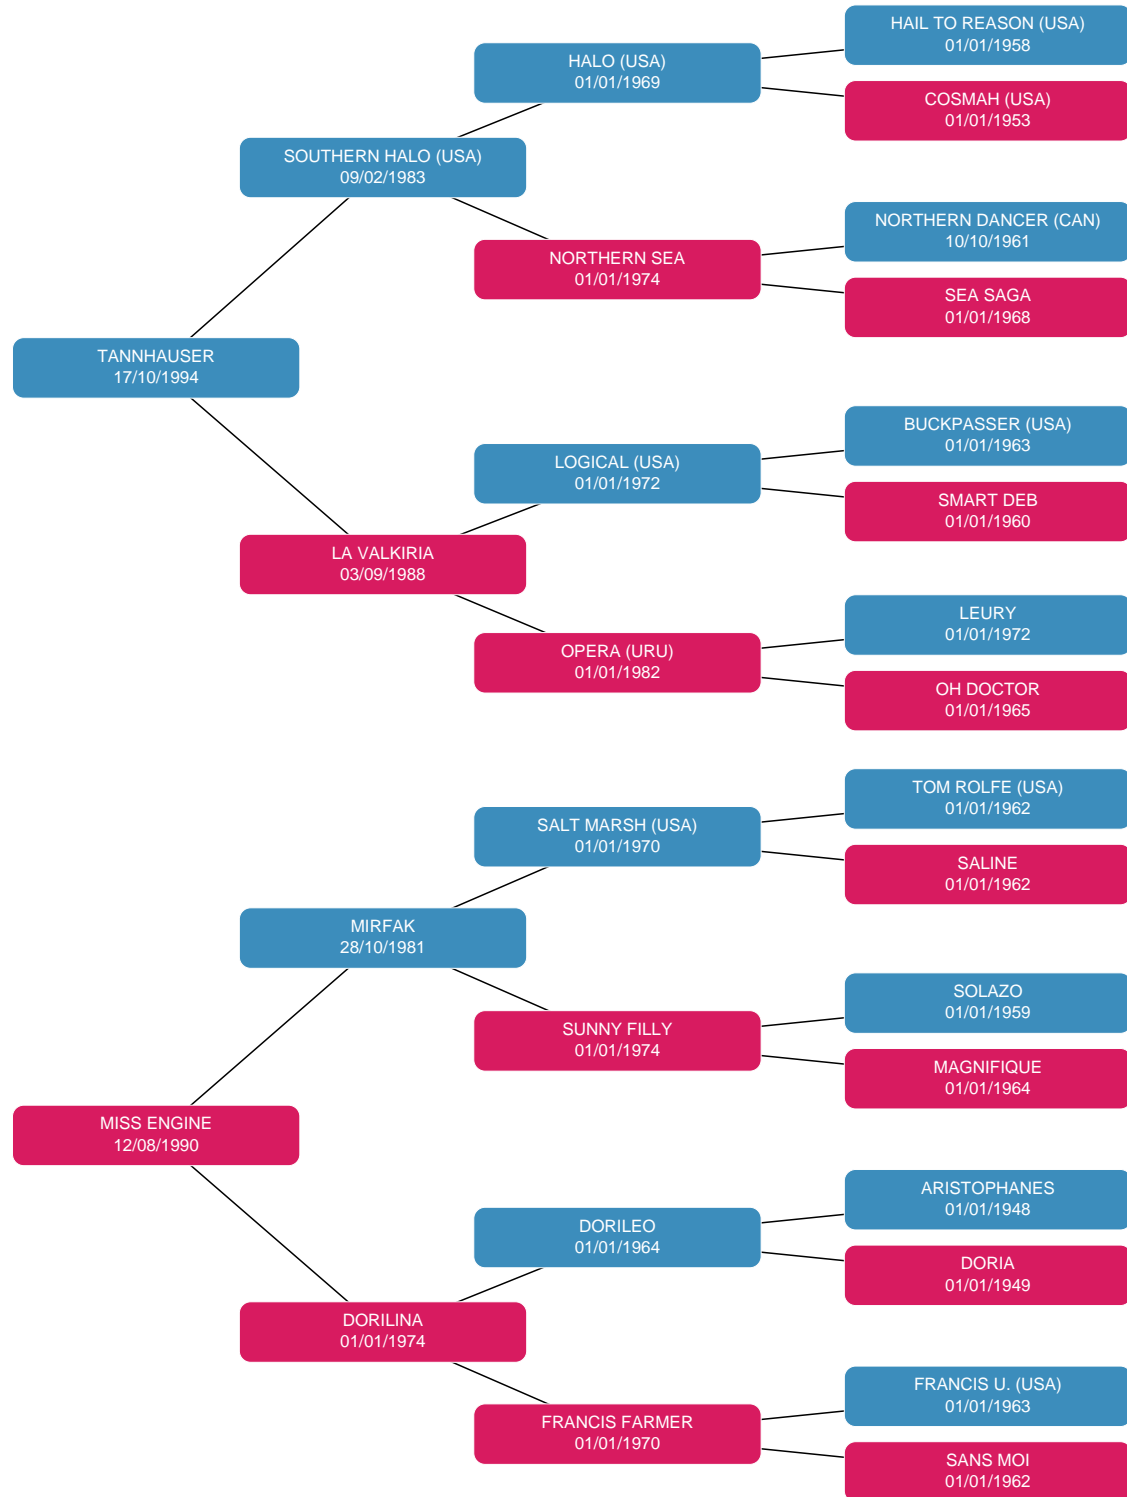 HAIL TO REASON (USA)
01/01/1958
HALO (USA)
01/01/1969
COSMAH (USA)
01/01/1953
SOUTHERN HALO (USA)
09/02/1983
NORTHERN DANCER (CAN)
10/10/1961
NORTHERN SEA
01/01/1974
SEA SAGA
01/01/1968
TANNHAUSER
17/10/1994
BUCKPASSER (USA)
01/01/1963
LOGICAL (USA)
01/01/1972
SMART DEB
01/01/1960
LA VALKIRIA
03/09/1988
LEURY
01/01/1972
OPERA (URU)
01/01/1982
OH DOCTOR
01/01/1965
TOM ROLFE (USA)
01/01/1962
SALT MARSH (USA)
01/01/1970
SALINE
01/01/1962
MIRFAK
28/10/1981
SOLAZO
01/01/1959
SUNNY FILLY
01/01/1974
MAGNIFIQUE
01/01/1964
MISS ENGINE
12/08/1990
ARISTOPHANES
01/01/1948
DORILEO
01/01/1964
DORIA
01/01/1949
DORILINA
01/01/1974
FRANCIS U. (USA)
01/01/1963
FRANCIS FARMER
01/01/1970
SANS MOI
01/01/1962